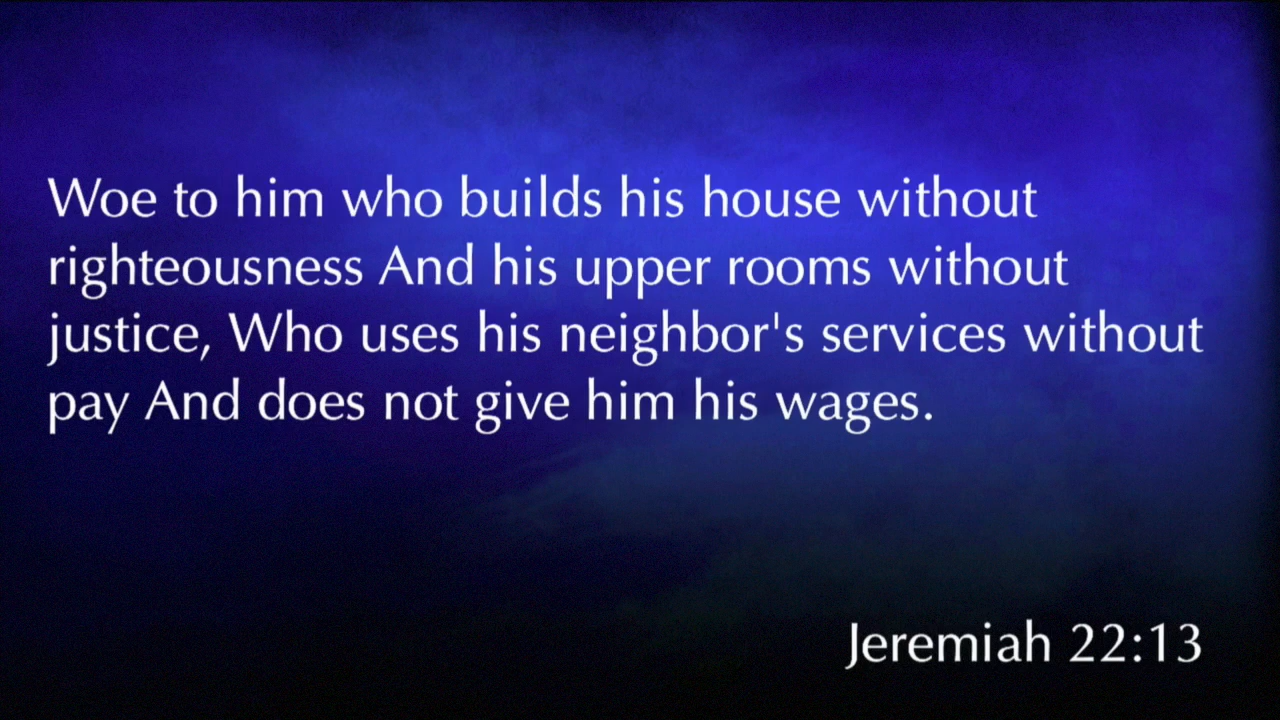 Woe to him who builds his house without
righteousness And his upper rooms without
justice, Who uses his neighbor's services without
pay And does not give him his wages.
Jeremiah 22:13